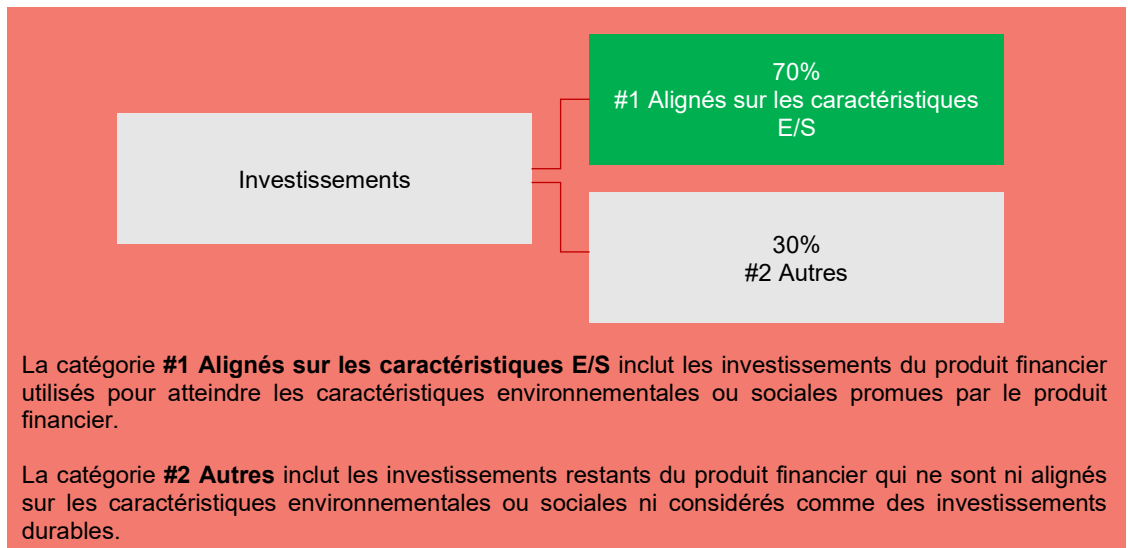 70%
#1 Alignés sur les caractéristiques
E/S
Investissements
30%
#2 Autres
La catégorie #1 Alignés sur les caractéristiques E/S inclut les investissements du produit financier
utilisés pour atteindre les caractéristiques environnementales ou sociales promues par le produit
financier.
La catégorie #2 Autres inclut les investissements restants du produit financier qui ne sont ni alignés
sur les caractéristiques environnementales ou sociales ni considérés comme des investissements
durables.